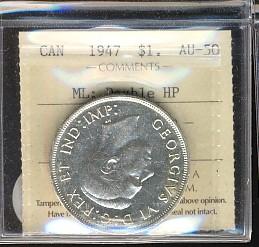 CAN 1947 $1. AU-50
COMMENTS
ML; Double HP
GEORGIVS VI D:G:REX ET IND:IMP:
A
M.
Tamper above opinion.
Have seal not intact.